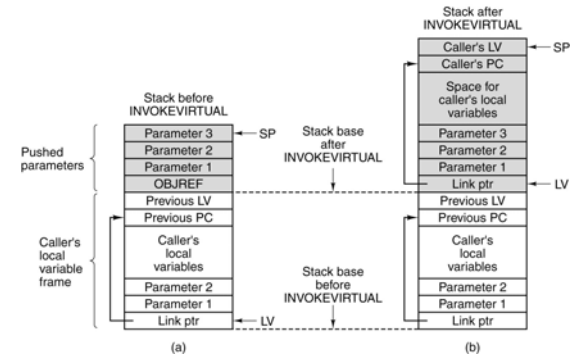 Stack after
INVOKEVIRTUAL
Caller's LV
SP
Caller's PC
Space for
caller's local
variables
Parameter 3
Parameter 2
Parameter 1
Link ptr
LV
Previous LV
Previous PC
Caller's
local
variables
Parameter 2
Parameter 1
Link ptr
(b)
Stack before
INVOKEVIRTUAL
Parameter 3
SP
Parameter 2
Parameter 1
OBJREF
Previous LV
Previous PC
Caller's
local
variables
Parameter 2
Parameter 1
Link ptr
LV
(a)
Pushed
parameters
Caller's
local
variable
frame
Stack base
after
INVOKEVIRTUAL
Stack base
before
INVOKEVIRTUAL